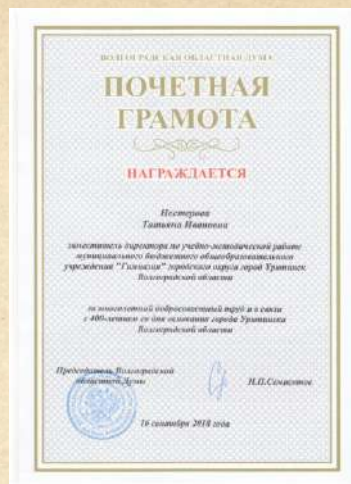 ВОЛГОГРАДСКАЯ ОБЛАСТНАЯ ДУМА
ПОЧЕТНАЯ
ГРАМОТА
НАГРАЖДАЕТСЯ
Нестерова
Татьяна Ивановна
заместитель директора по учебно-методической работе
муниципального бюджетного общеобразовательного
учреждения "Гимназия" городского округа город Урюпинск
Волгоградской области
за многолетний добросовестный труд и в связи
с 400-летием со дня основания города Урюпинска
Волгоградской области
Председатель Волгоградской
областной Думы
Н.П.Семисотов
16 сентября 2018 года